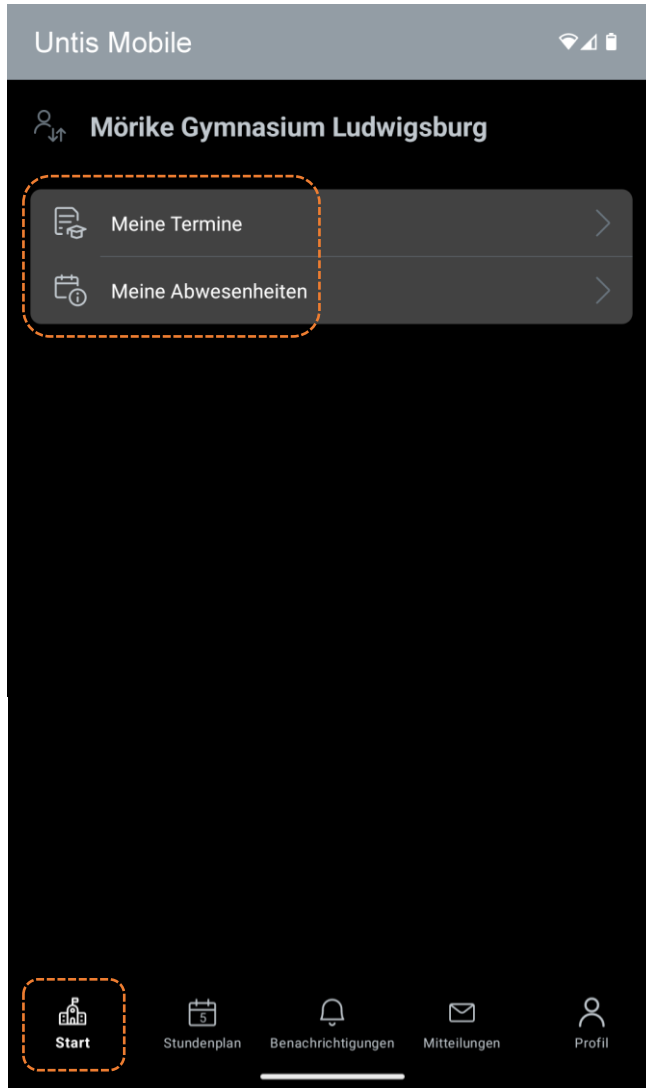 Untis Mobile
Mörike Gymnasium Ludwigsburg
Meine Termine
Meine Abwesenheiten
5
Start Stundenplan Benachrichtigungen Mitteilungen Profil